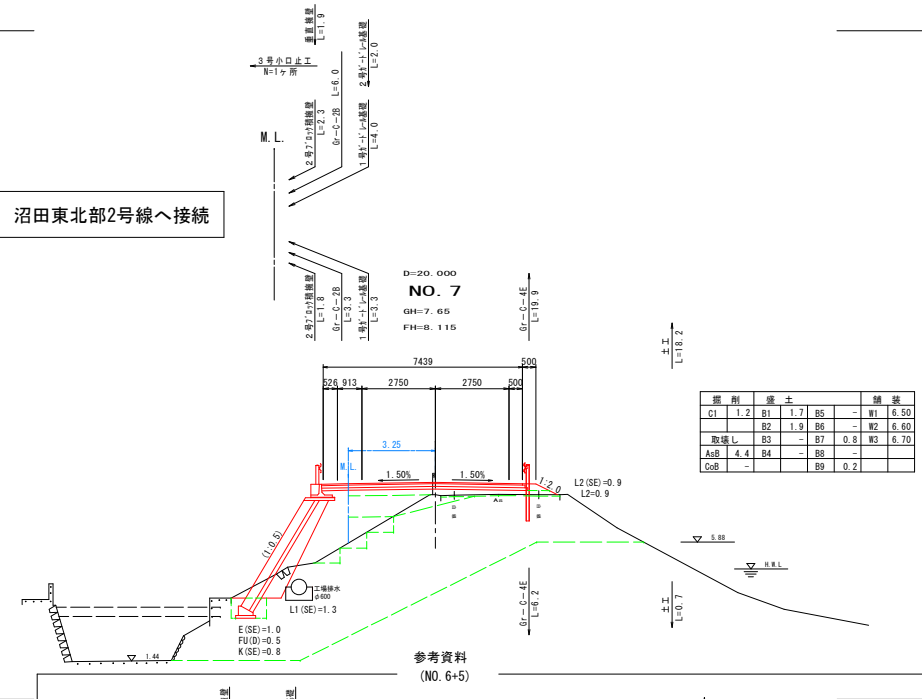 垂直擁壁
L=1.9
3号小口止工
N=1ヶ所
2号ガードレール基礎
L=2.0
2号ブロック積擁壁
L=2.3
Gr-C-2B
L=6.0
1号ガードレール基礎
L=4.0
M.L.
沼田東北部2号線へ接続
2号ブロック積擁壁
L=1.8
Gr-C-2B
L=3.3
1号ガードレール基礎
L=3.3
D=20.000
NO. 7
GH=7.65
FH=8.115
Gr-C-4E
L=19.9
土工
L=18.2
7439 500
526 913 2750 2750 500
掘削 盛土 舗装
C1 1.2 B1 1.7 B5 - W1 6.50
B2 1.9 B6 - W2 6.60
取壊し B3 - B7 0.8 W3 6.70
AsB 4.4 B4 - B8 -
CoB - B9 0.2
3.25
M.L.
1.50% 1.50%
1:2.0
L2(SE)=0.9
L2=0.9
As
(1:0.5)
5.88
H.W.L
工場排水
φ600
L1(SE)=1.3
E(SE)=1.0
FU(D)=0.5
K(SE)=0.8
1.44
Gr-C-4E
L=6.2
土工
L=0.7
参考資料
(NO.6+5)